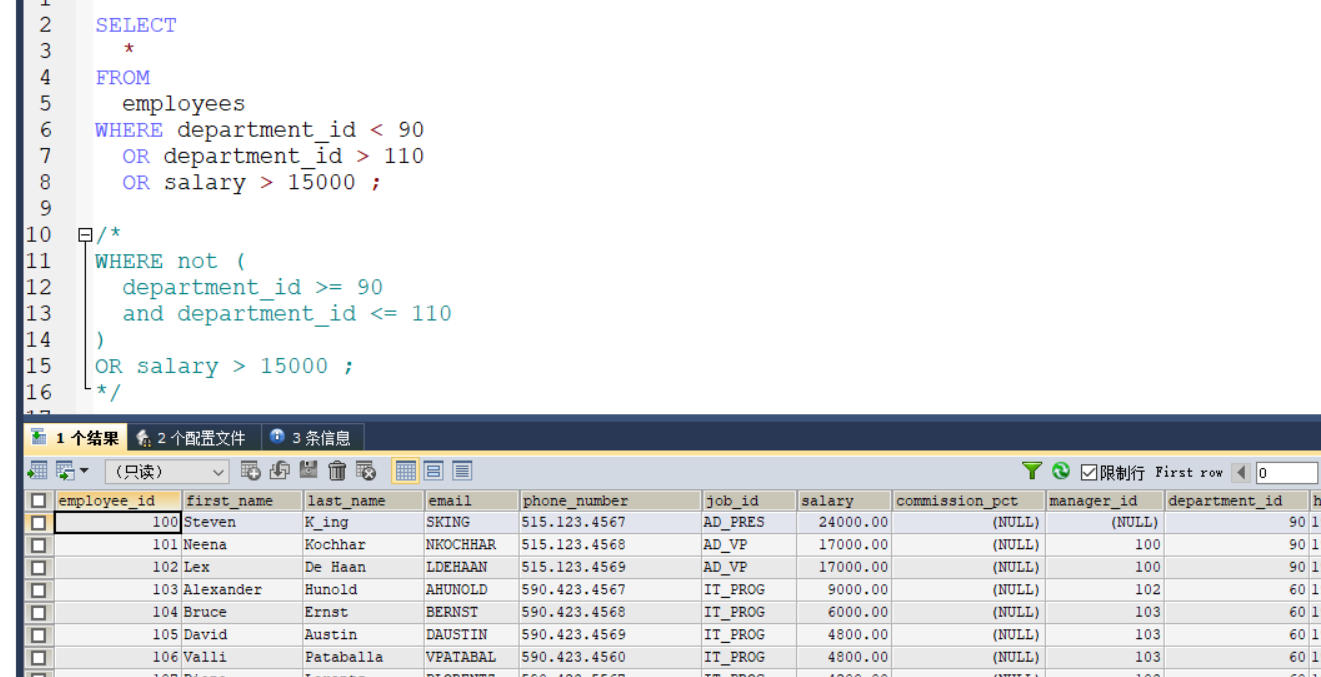 1
2 SELECT
3 *
4 FROM
5 employees
6 WHERE department_id < 90
7 OR department_id > 110
8 OR salary > 15000 ;
9
10 /*
11 WHERE not (
12 department_id >= 90
13 and department_id <= 110
14 )
15 OR salary > 15000 ;
16 */
1 个结果 2 个配置文件 3 条信息
（只读） 限制行 First row 0
employee_id first_name last_name email phone_number job_id salary commission_pct manager_id department_id h
100 Steven K_ing SKING 515.123.4567 AD_PRES 24000.00 (NULL) (NULL) 90 1
101 Neena Kochhar NKOCHHAR 515.123.4568 AD_VP 17000.00 (NULL) 100 90 1
102 Lex De Haan LDEHAAN 515.123.4569 AD_VP 17000.00 (NULL) 100 90 1
103 Alexander Hunold AHUNOLD 590.423.4567 IT_PROG 9000.00 (NULL) 102 60 1
104 Bruce Ernst BERNST 590.423.4568 IT_PROG 6000.00 (NULL) 103 60 1
105 David Austin DAUSTIN 590.423.4569 IT_PROG 4800.00 (NULL) 103 60 1
106 Valli Pataballa VPATABAL 590.423.4560 IT_PROG 4800.00 (NULL) 103 60 1